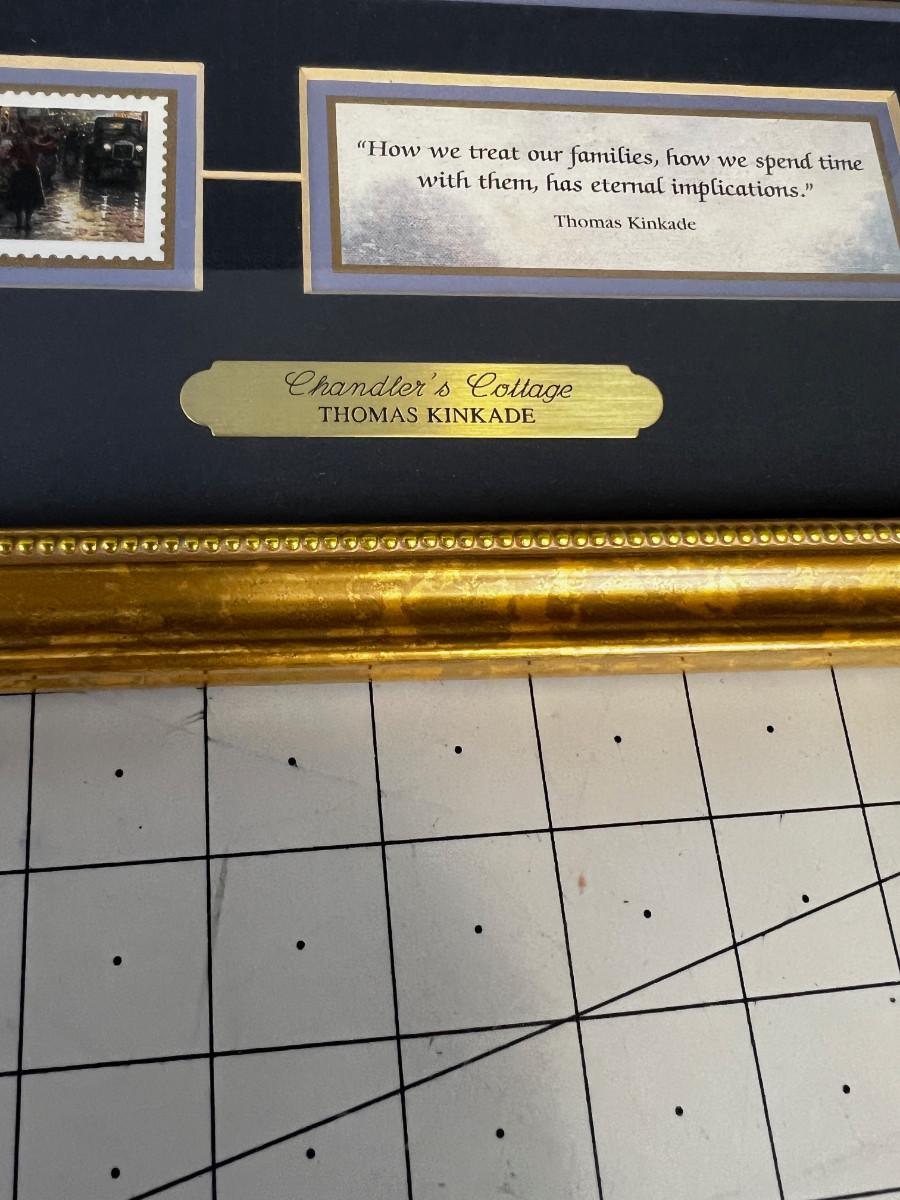 “How we treat our families, how we spend time
with them, has eternal implications.”
Thomas Kinkade
Chandler's Cottage
THOMAS KINKADE